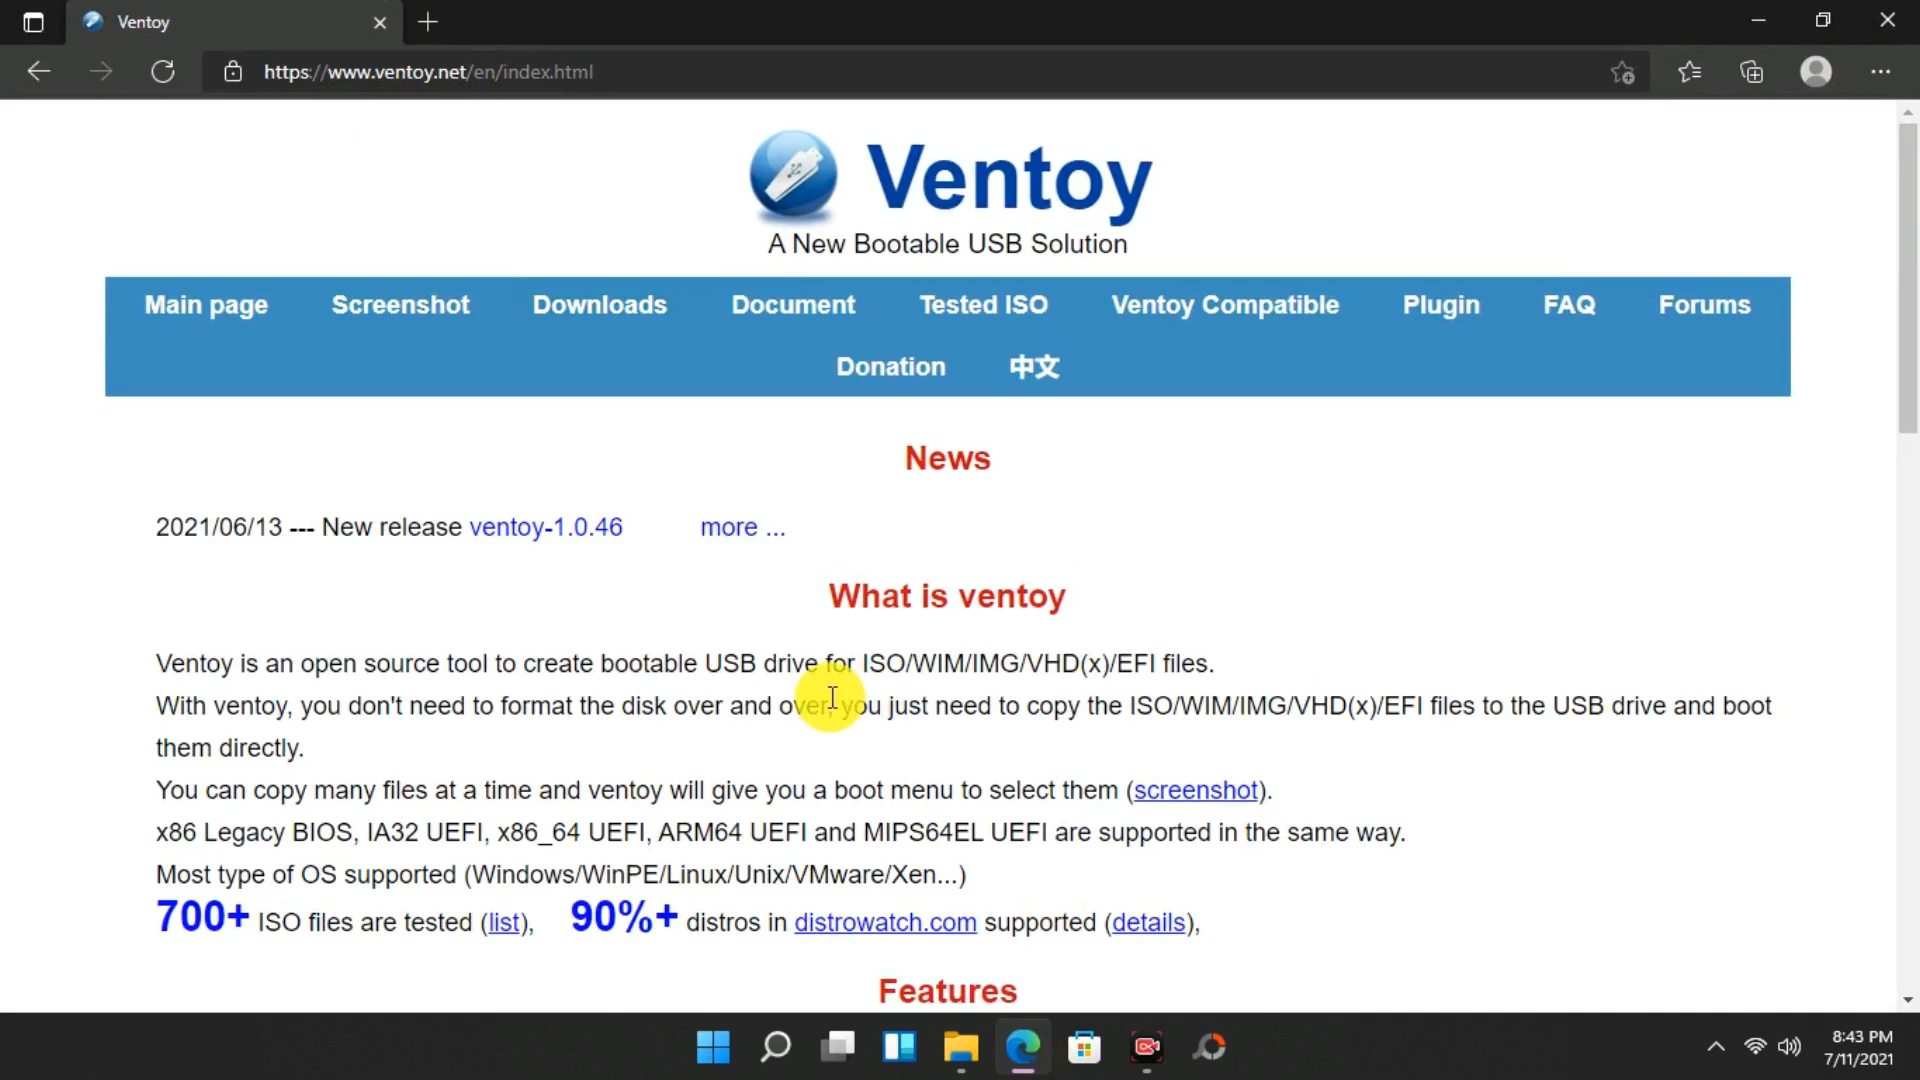 Ventoy
https://www.ventoy.net/en/index.html
Ventoy
A New Bootable USB Solution
Main page Screenshot Downloads Document Tested ISO Ventoy Compatible Plugin FAQ Forums
Donation 中文
News
2021/06/13 --- New release ventoy-1.0.46 more ...
What is ventoy
Ventoy is an open source tool to create bootable USB drive for ISO/WIM/IMG/VHD(x)/EFI files.
With ventoy, you don't need to format the disk over and over, you just need to copy the ISO/WIM/IMG/VHD(x)/EFI files to the USB drive and boot
them directly.
You can copy many files at a time and ventoy will give you a boot menu to select them (screenshot).
x86 Legacy BIOS, IA32 UEFI, x86_64 UEFI, ARM64 UEFI and MIPS64EL UEFI are supported in the same way.
Most type of OS supported (Windows/WinPE/Linux/Unix/VMware/Xen...)
700+ ISO files are tested (list), 90%+ distros in distrowatch.com supported (details),
Features
8:43 PM
7/11/2021